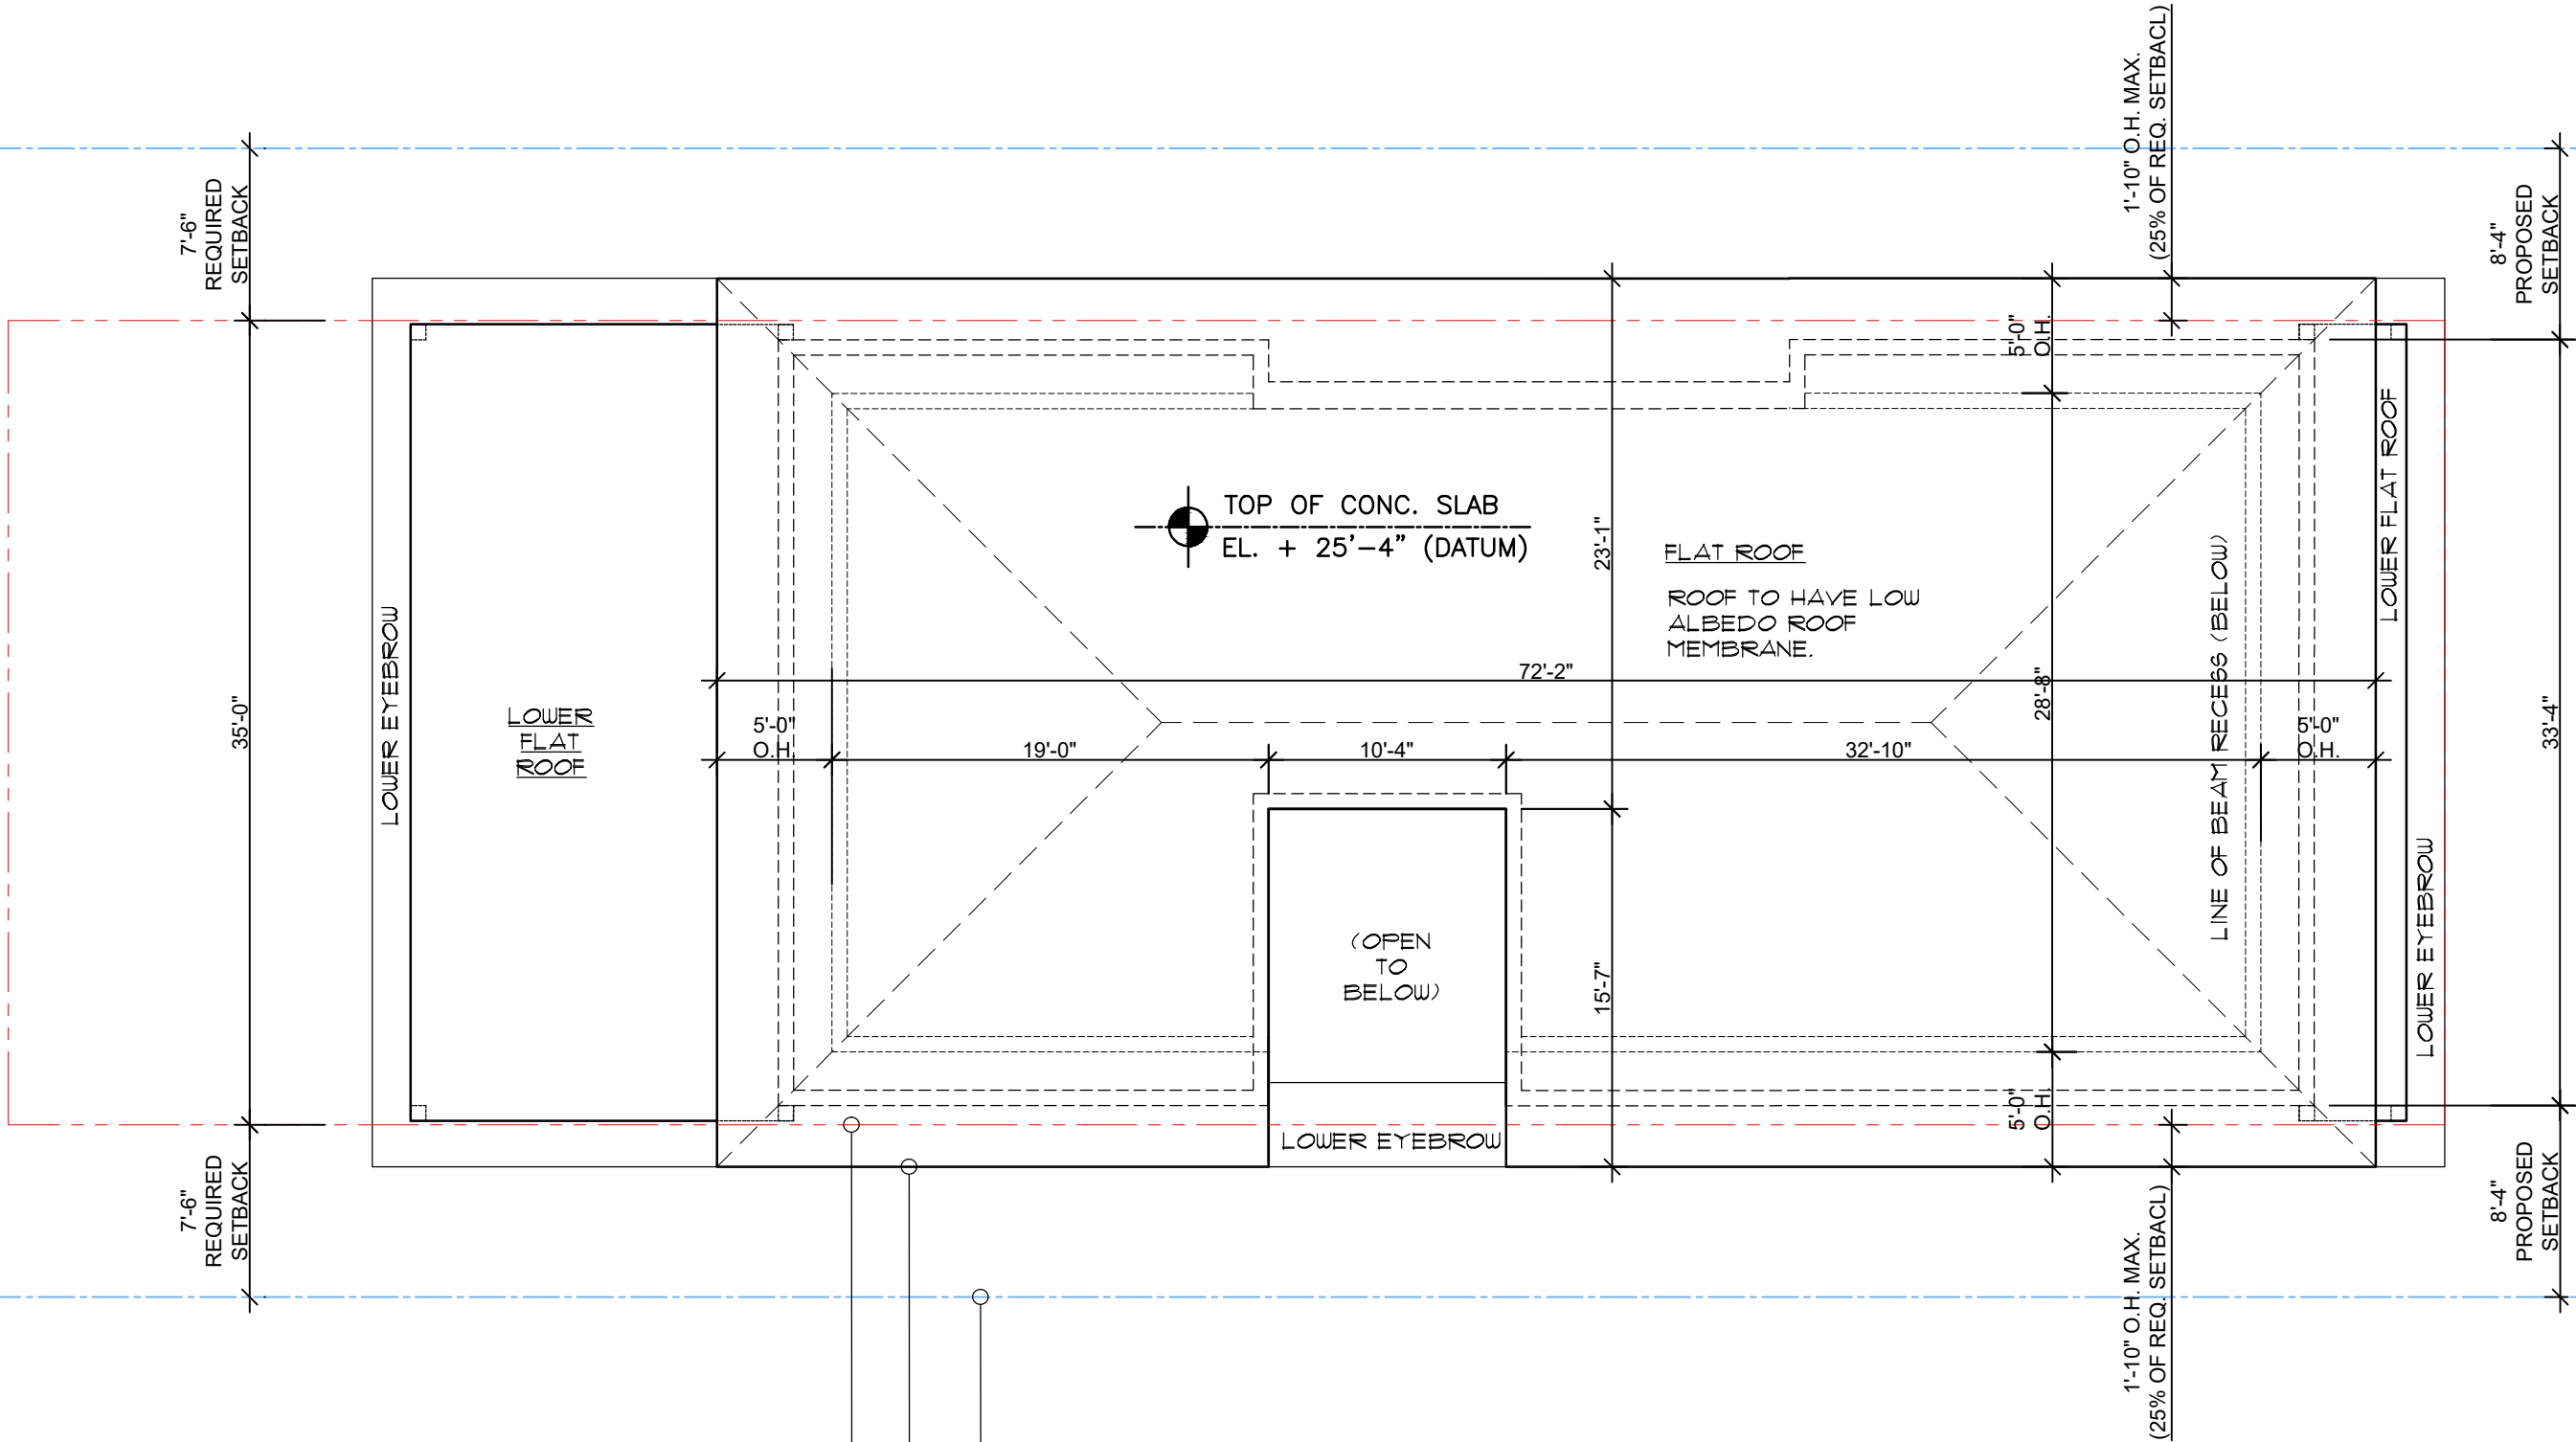 1'-10" O.H. MAX.
(25% OF REQ. SETBACL)
7'-6"
REQUIRED
SETBACK
8'-4"
PROPOSED
SETBACK
5'-0"
O.H.
LOWER FLAT ROOF
TOP OF CONC. SLAB
EL. + 25'-4" (DATUM)
23'-1"
FLAT ROOF
ROOF TO HAVE LOW
ALBEDO ROOF
MEMBRANE.
LINE OF BEAM RECESS (BELOW)
LOWER EYEBROW
35'-0"
LOWER
FLAT
ROOF
72'-2"
28'-8"
33'-4"
5'-0"
O.H.
19'-0"
10'-4"
32'-10"
5'-0"
O.H.
(OPEN
TO
BELOW)
15'-7"
LOWER EYEBROW
5'-0"
O.H.
LOWER EYEBROW
7'-6"
REQUIRED
SETBACK
8'-4"
PROPOSED
SETBACK
1'-10" O.H. MAX.
(25% OF REQ. SETBACL)